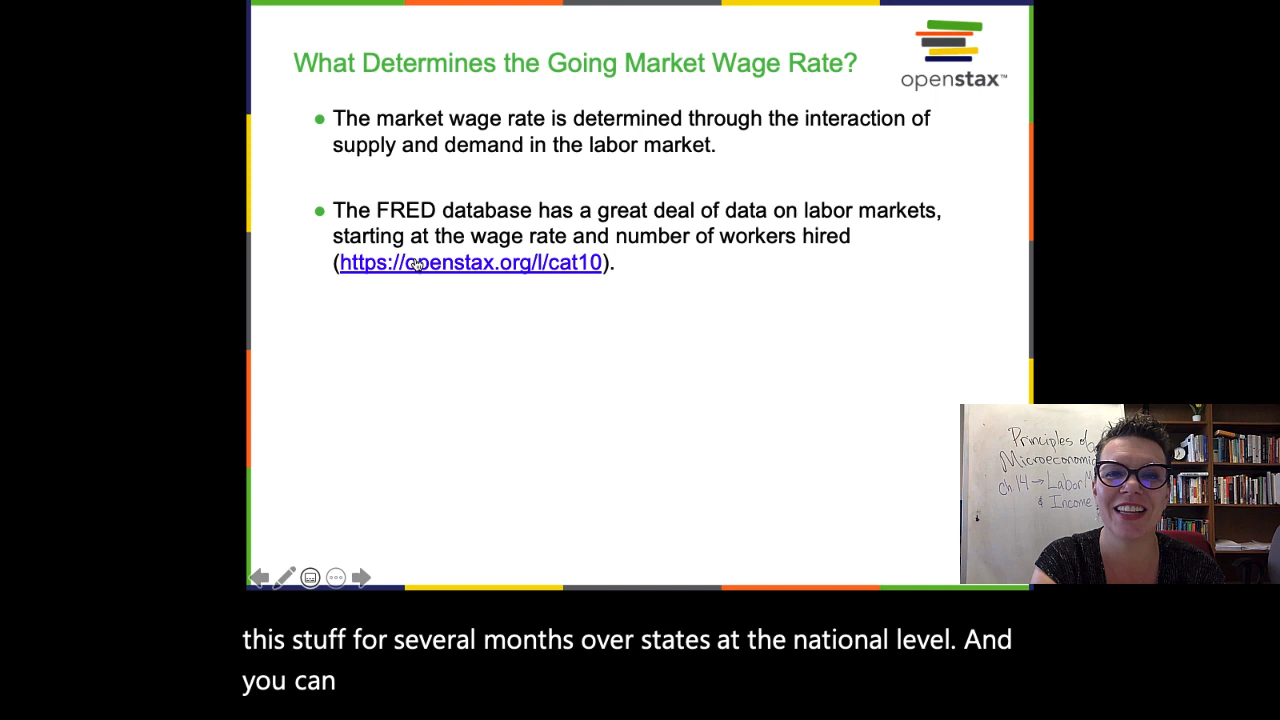 What Determines the Going Market Wage Rate?
openstax™
● The market wage rate is determined through the interaction of
supply and demand in the labor market.
● The FRED database has a great deal of data on labor markets,
starting at the wage rate and number of workers hired
(https://openstax.org/l/cat10).
Principles of
Microeconomic
ch 14 → Labor M
& Income
this stuff for several months over states at the national level. And
you can